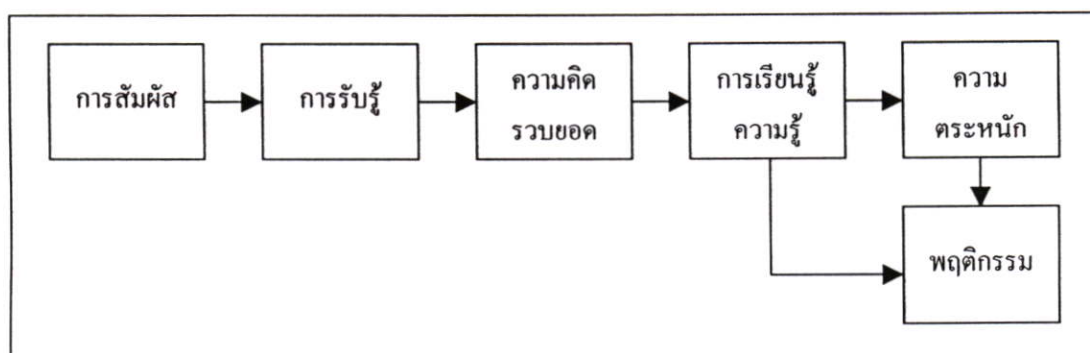 การสัมผัส
การรับรู้
ความคิด
รวบยอด
การเรียนรู้
ความรู้
ความ
ตระหนัก
พฤติกรรม